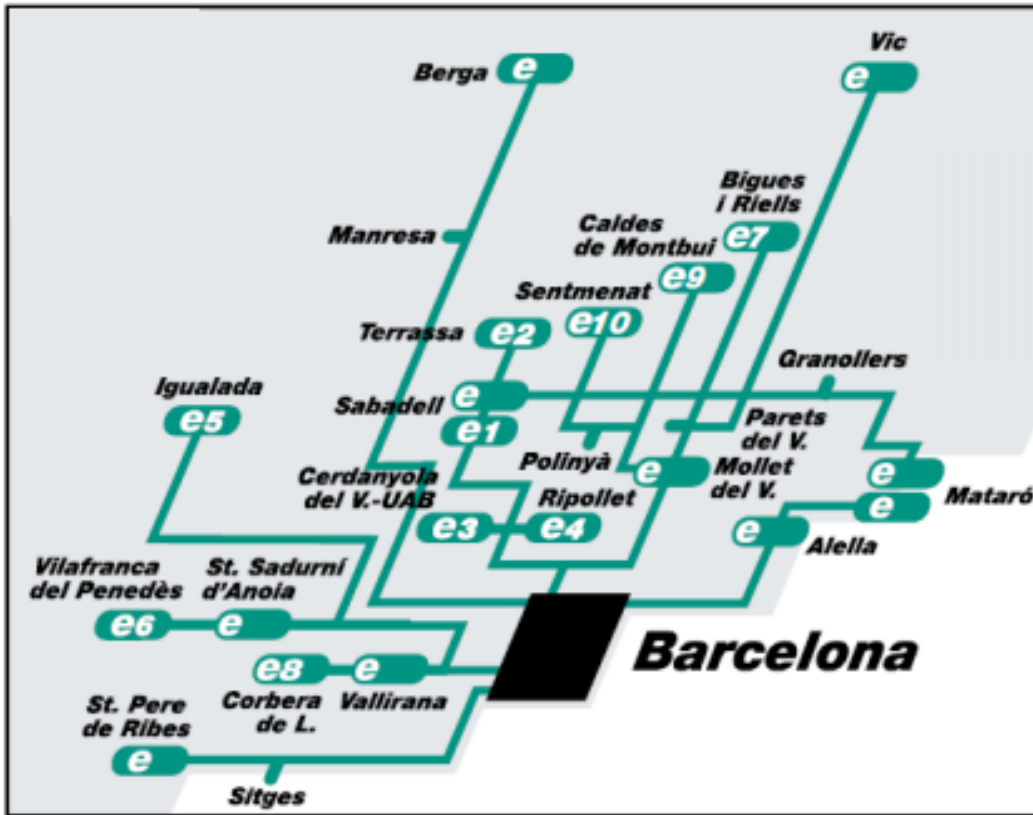 Vic
Berga
e
e
Bigues
i Riells
e7
Manresa
Caldes
de Montbui
e9
Sentmenat
e10
Terrassa
e2
Granollers
Igualada
e5
Sabadell
e
e1
Parets
del V.
Polinyà
Cerdanyola
del V.-UAB
e3
Ripollet
e4
e
Mollet
del V.
e
e
Mataró
e
Alella
Vilafranca
del Penedès
e6
St. Sadurní
d'Anoia
e
Barcelona
e8
Corbera
de L.
e
Vallirana
St. Pere
de Ribes
e
Sitges